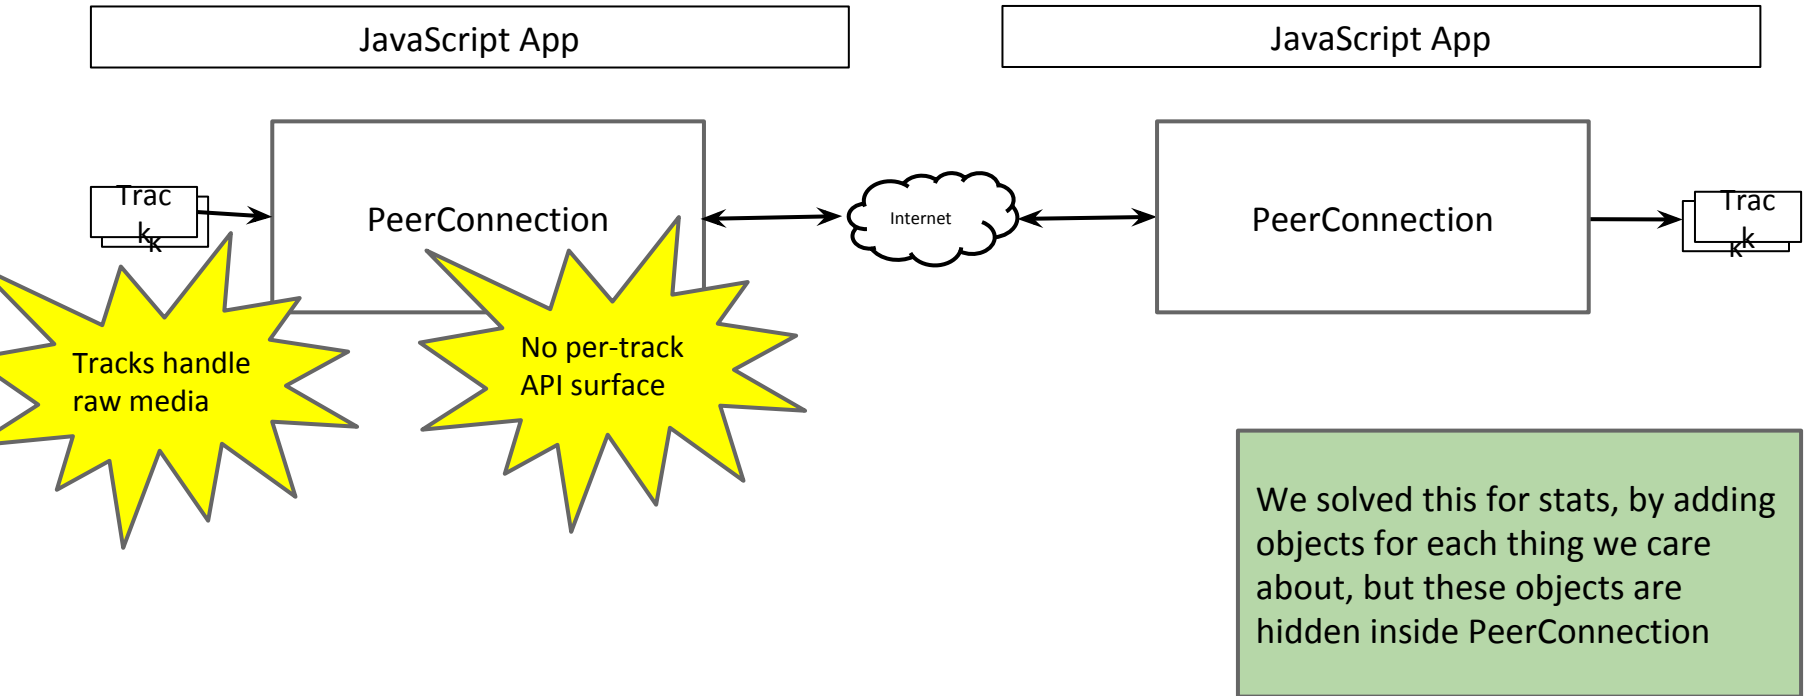 JavaScript App
JavaScript App
Trac
k
k
PeerConnection
Internet
PeerConnection
Trac
k
k
Tracks handle
raw media
No per-track
API surface
We solved this for stats, by adding
objects for each thing we care
about, but these objects are
hidden inside PeerConnection